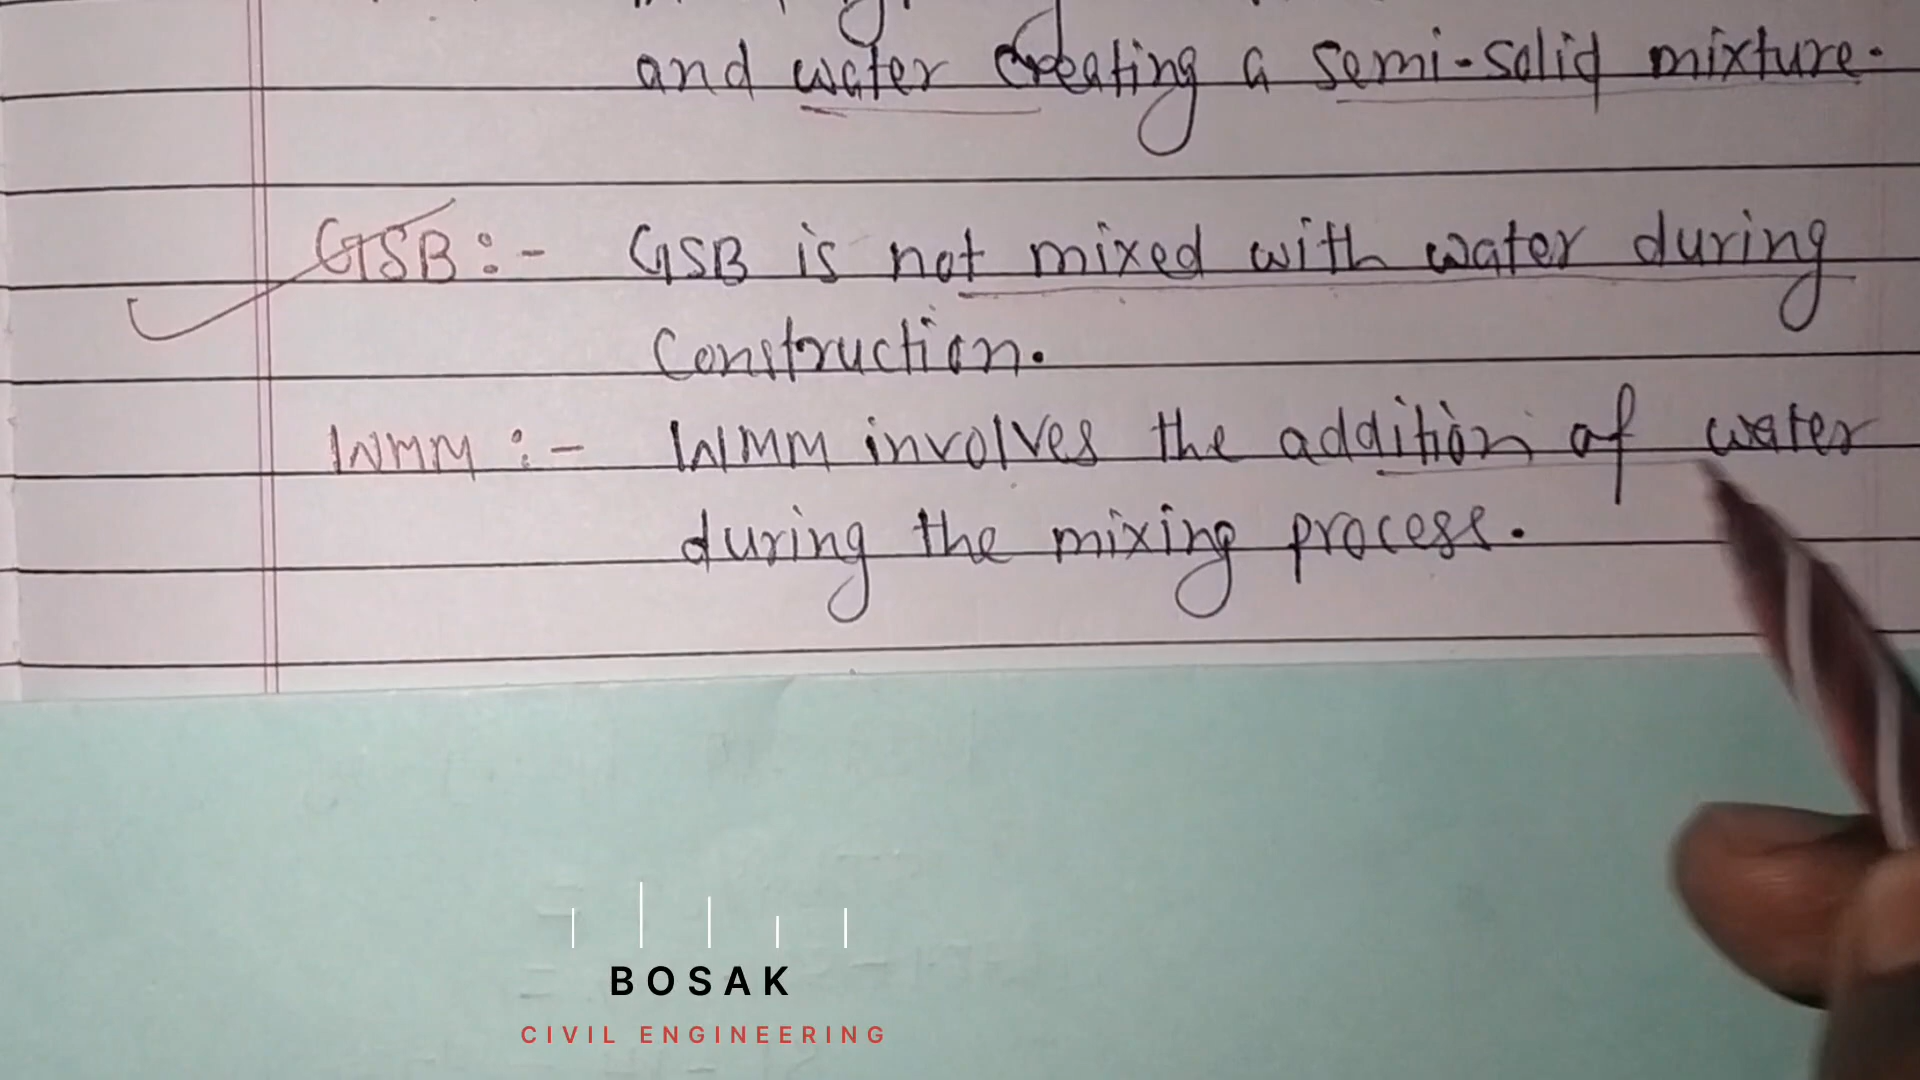 and water creating a semi-solid mixture.
GSB:- GSB is not mixed with water during
Construction.
WMM:- WMM involves the addition of water
during the mixing process.
BOSAK
CIVIL ENGINEERING